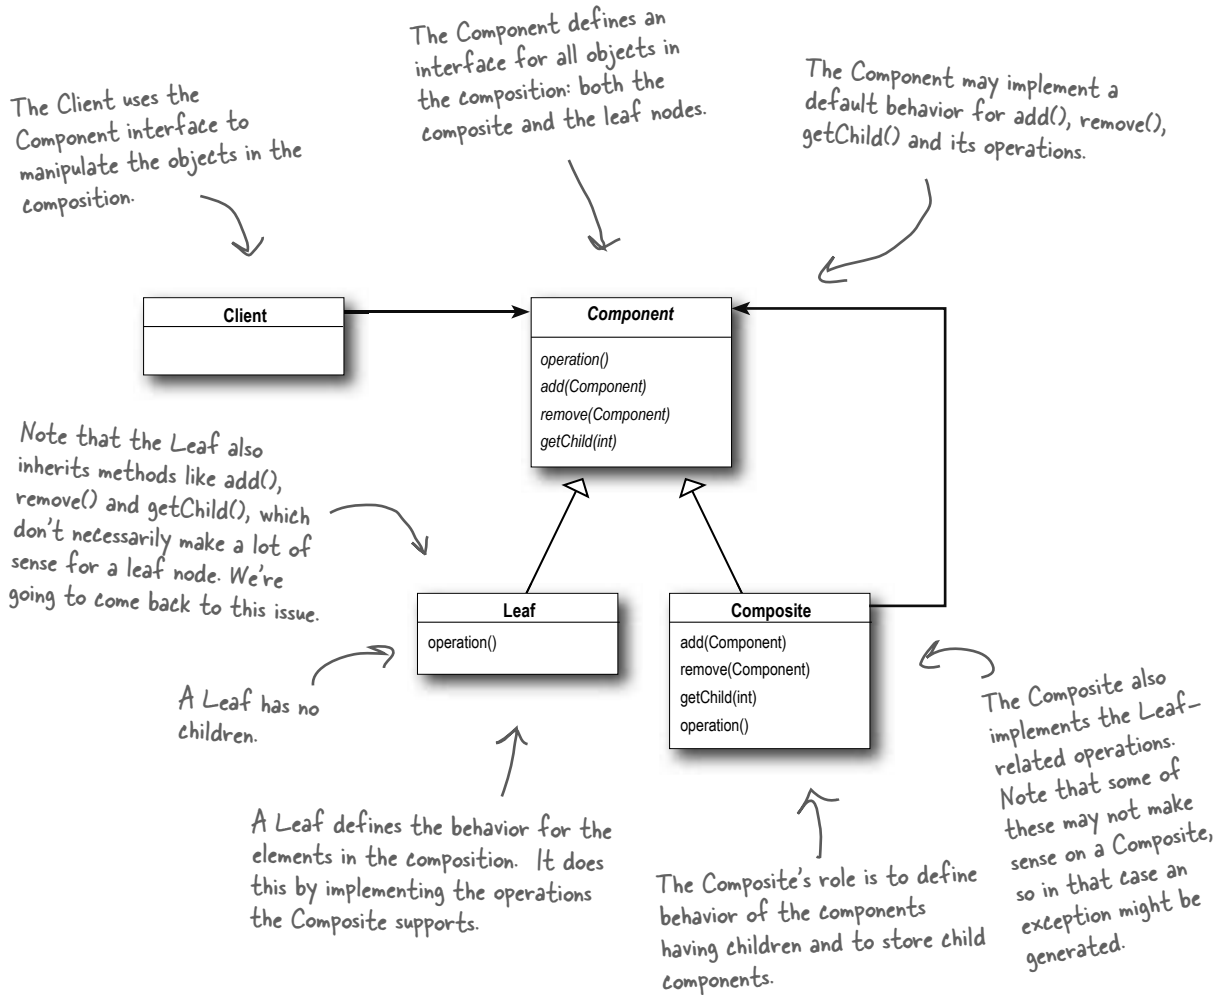 The Component defines an
interface for all objects in
the composition: both the
composite and the leaf nodes.
The Component may implement a
default behavior for add(), remove(),
getChild() and its operations.
The Client uses the
Component interface to
manipulate the objects in the
composition.
Client
Component
operation()
add(Component)
remove(Component)
getChild(int)
Note that the Leaf also
inherits methods like add(),
remove() and getChild(), which
don't necessarily make a lot of
sense for a leaf node. We're
going to come back to this issue.
Leaf
operation()
Composite
add(Component)
remove(Component)
getChild(int)
operation()
A Leaf has no
children.
The Composite also
implements the Leaf-
related operations.
Note that some of
these may not make
sense on a Composite,
so in that case an
exception might be
generated.
A Leaf defines the behavior for the
elements in the composition. It does
this by implementing the operations
the Composite supports.
The Composite's role is to define
behavior of the components
having children and to store child
components.